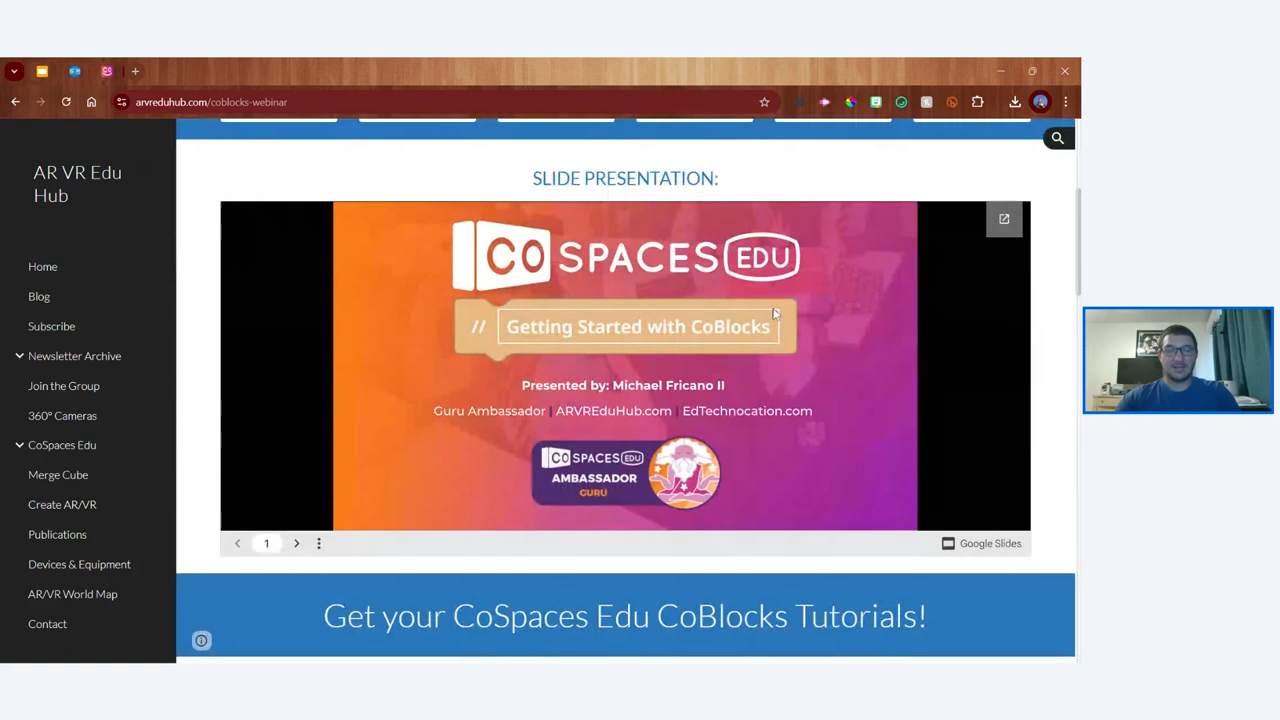 arvreduhub.com/coblocks-webinar
AR VR Edu
Hub
Home
Blog
Subscribe
Newsletter Archive
Join the Group
360° Cameras
CoSpaces Edu
Merge Cube
Create AR/VR
Publications
Devices & Equipment
AR/VR World Map
Contact
SLIDE PRESENTATION:
CO SPACES EDU
// Getting Started with CoBlocks
Presented by: Michael Fricano II
Guru Ambassador | ARVREduHub.com | EdTechnocation.com
CO SPACES EDU
AMBASSADOR
GURU
1
Google Slides
Get your CoSpaces Edu CoBlocks Tutorials!